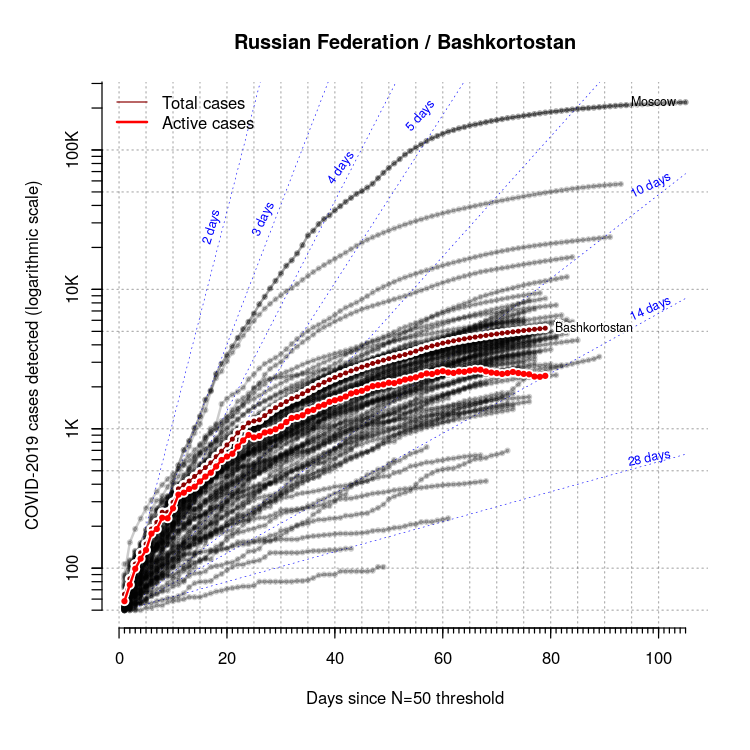 Russian Federation / Bashkortostan
Total cases
Active cases
Moscow
2 days
3 days
4 days
5 days
10 days
14 days
28 days
Bashkortostan
COVID-2019 cases detected (logarithmic scale)
100K
10K
1K
100
0 20 40 60 80 100
Days since N=50 threshold